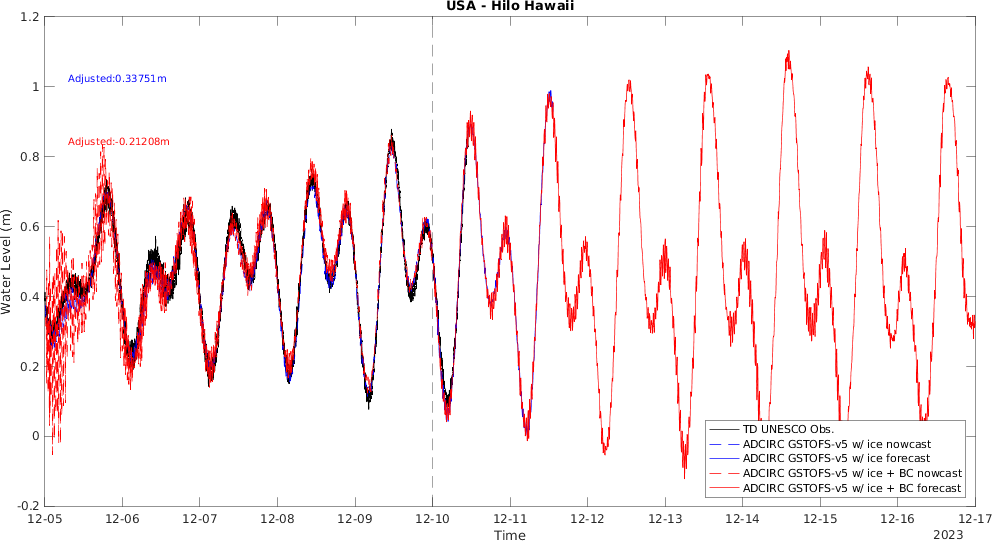 USA - Hilo Hawaii
1.2
1
0.8
0.6
0.4
0.2
0
-0.2
Water Level (m)
Adjusted:0.33751m
Adjusted:-0.21208m
TD UNESCO Obs.
ADCIRC GSTOFS-v5 w/ ice nowcast
ADCIRC GSTOFS-v5 w/ ice forecast
ADCIRC GSTOFS-v5 w/ ice + BC nowcast
ADCIRC GSTOFS-v5 w/ ice + BC forecast
12-05 12-06 12-07 12-08 12-09 12-10 12-11 12-12 12-13 12-14 12-15 12-16 12-17
Time
2023